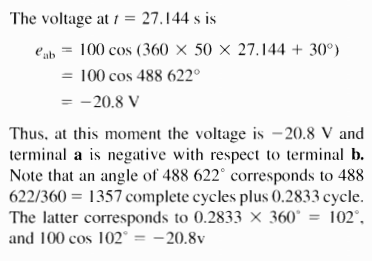 The voltage at t = 27.144 s is
e_ab = 100 cos (360 × 50 × 27.144 + 30°)
= 100 cos 488 622°
= −20.8 V
Thus, at this moment the voltage is −20.8 V and
terminal a is negative with respect to terminal b.
Note that an angle of 488 622° corresponds to 488
622/360 = 1357 complete cycles plus 0.2833 cycle.
The latter corresponds to 0.2833 × 360° = 102°,
and 100 cos 102° = −20.8v